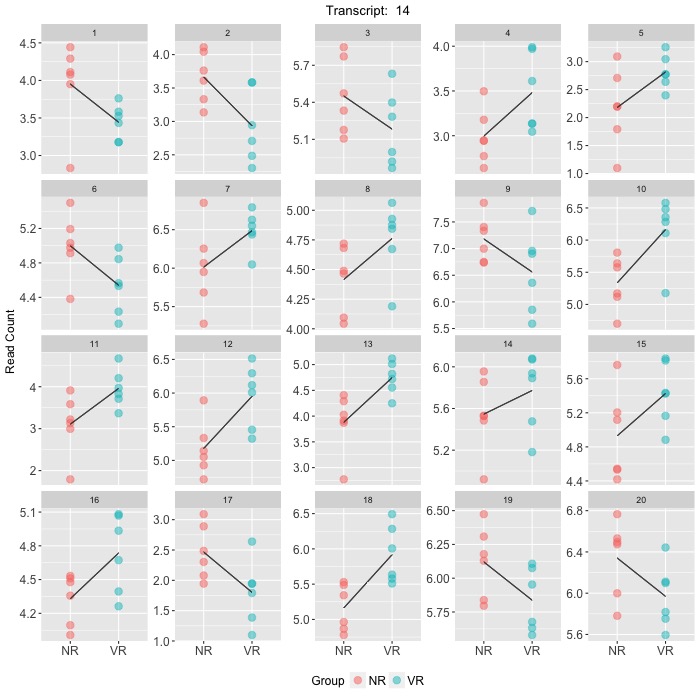 Transcript: 14
1 2 3 4 5
4.5 4.0 3.5 3.0
4.0 3.5 3.0 2.5
5.7 5.4 5.1
4.0 3.5 3.0
3.0 2.5 2.0 1.5 1.0
6 7 8 9 10
5.2 4.8 4.4
6.5 6.0 5.5
5.00 4.75 4.50 4.25 4.00
7.5 7.0 6.5 6.0 5.5
6.5 6.0 5.5 5.0
Read Count
11 12 13 14 15
4 3 2
6.5 6.0 5.5 5.0
5.0 4.5 4.0 3.5 3.0
6.0 5.6 5.2
5.6 5.2 4.8 4.4
16 17 18 19 20
5.1 4.8 4.5 4.2
3.0 2.5 2.0 1.5 1.0
6.5 6.0 5.5 5.0
6.50 6.25 6.00 5.75
6.8 6.4 6.0 5.6
NR VR NR VR NR VR NR VR NR VR
Group NR VR